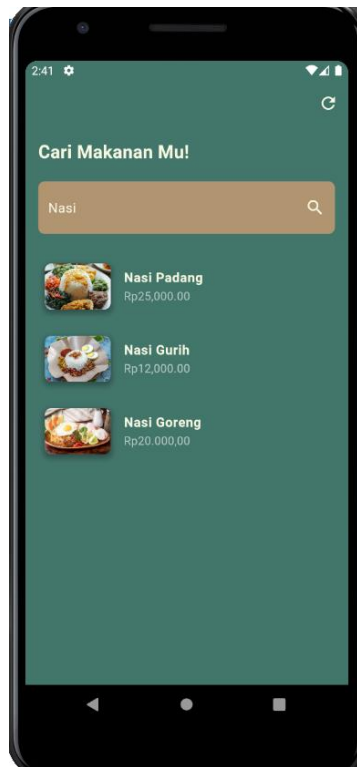 2:41
Cari Makanan Mu!
Nasi
Nasi Padang
Rp25,000.00
Nasi Gurih
Rp12,000.00
Nasi Goreng
Rp20.000,00